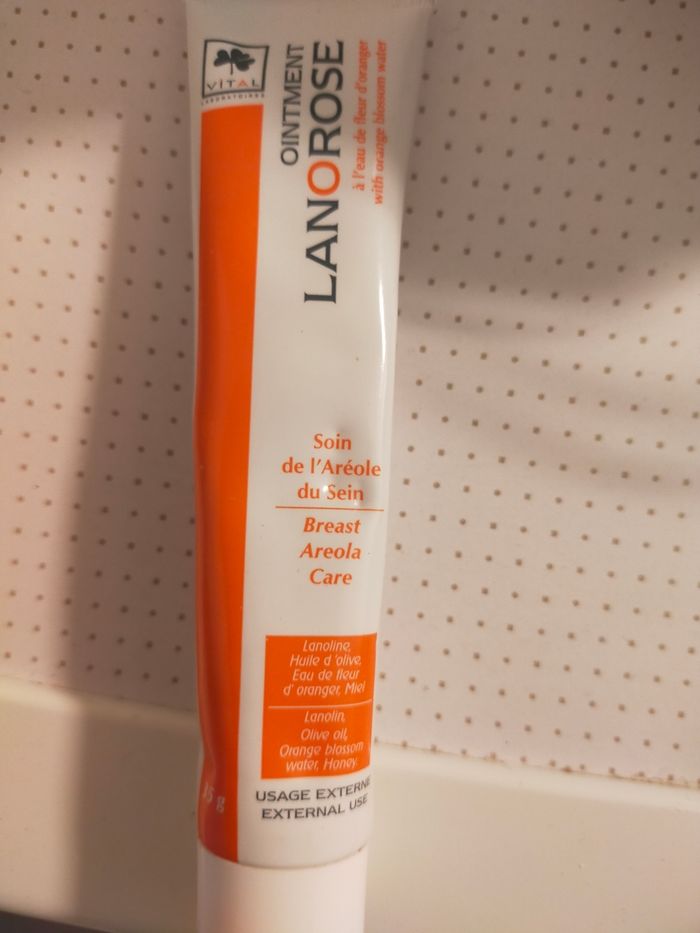 VITAL
LABORATOIRES
OINTMENT
LANOROSE
à l'eau de fleur d'oranger
with orange blossom water
Soin
de l'Aréole
du Sein
Breast
Areola
Care
Lanoline,
Huile d'olive,
Eau de fleur
d'oranger, Miel
Lanolin,
Olive oil,
Orange blossom
water, Honey.
15 g
USAGE EXTERNE
EXTERNAL USE